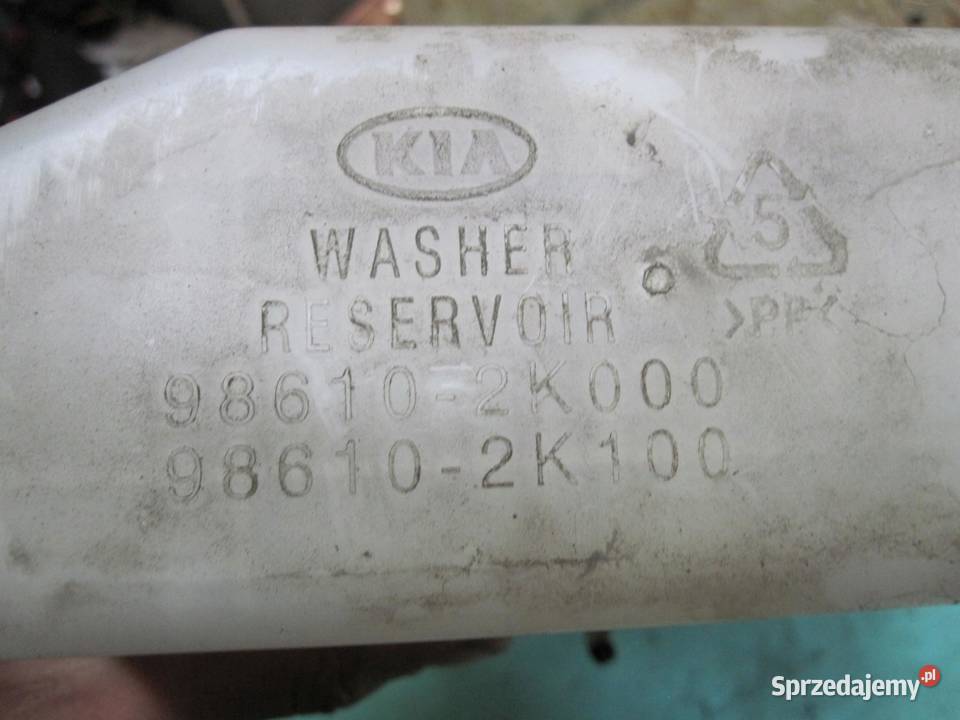 KIA
WASHER
RESERVOIR
98610-2K000
98610-2K100
5
>PP<
Sprzedajemy.pl